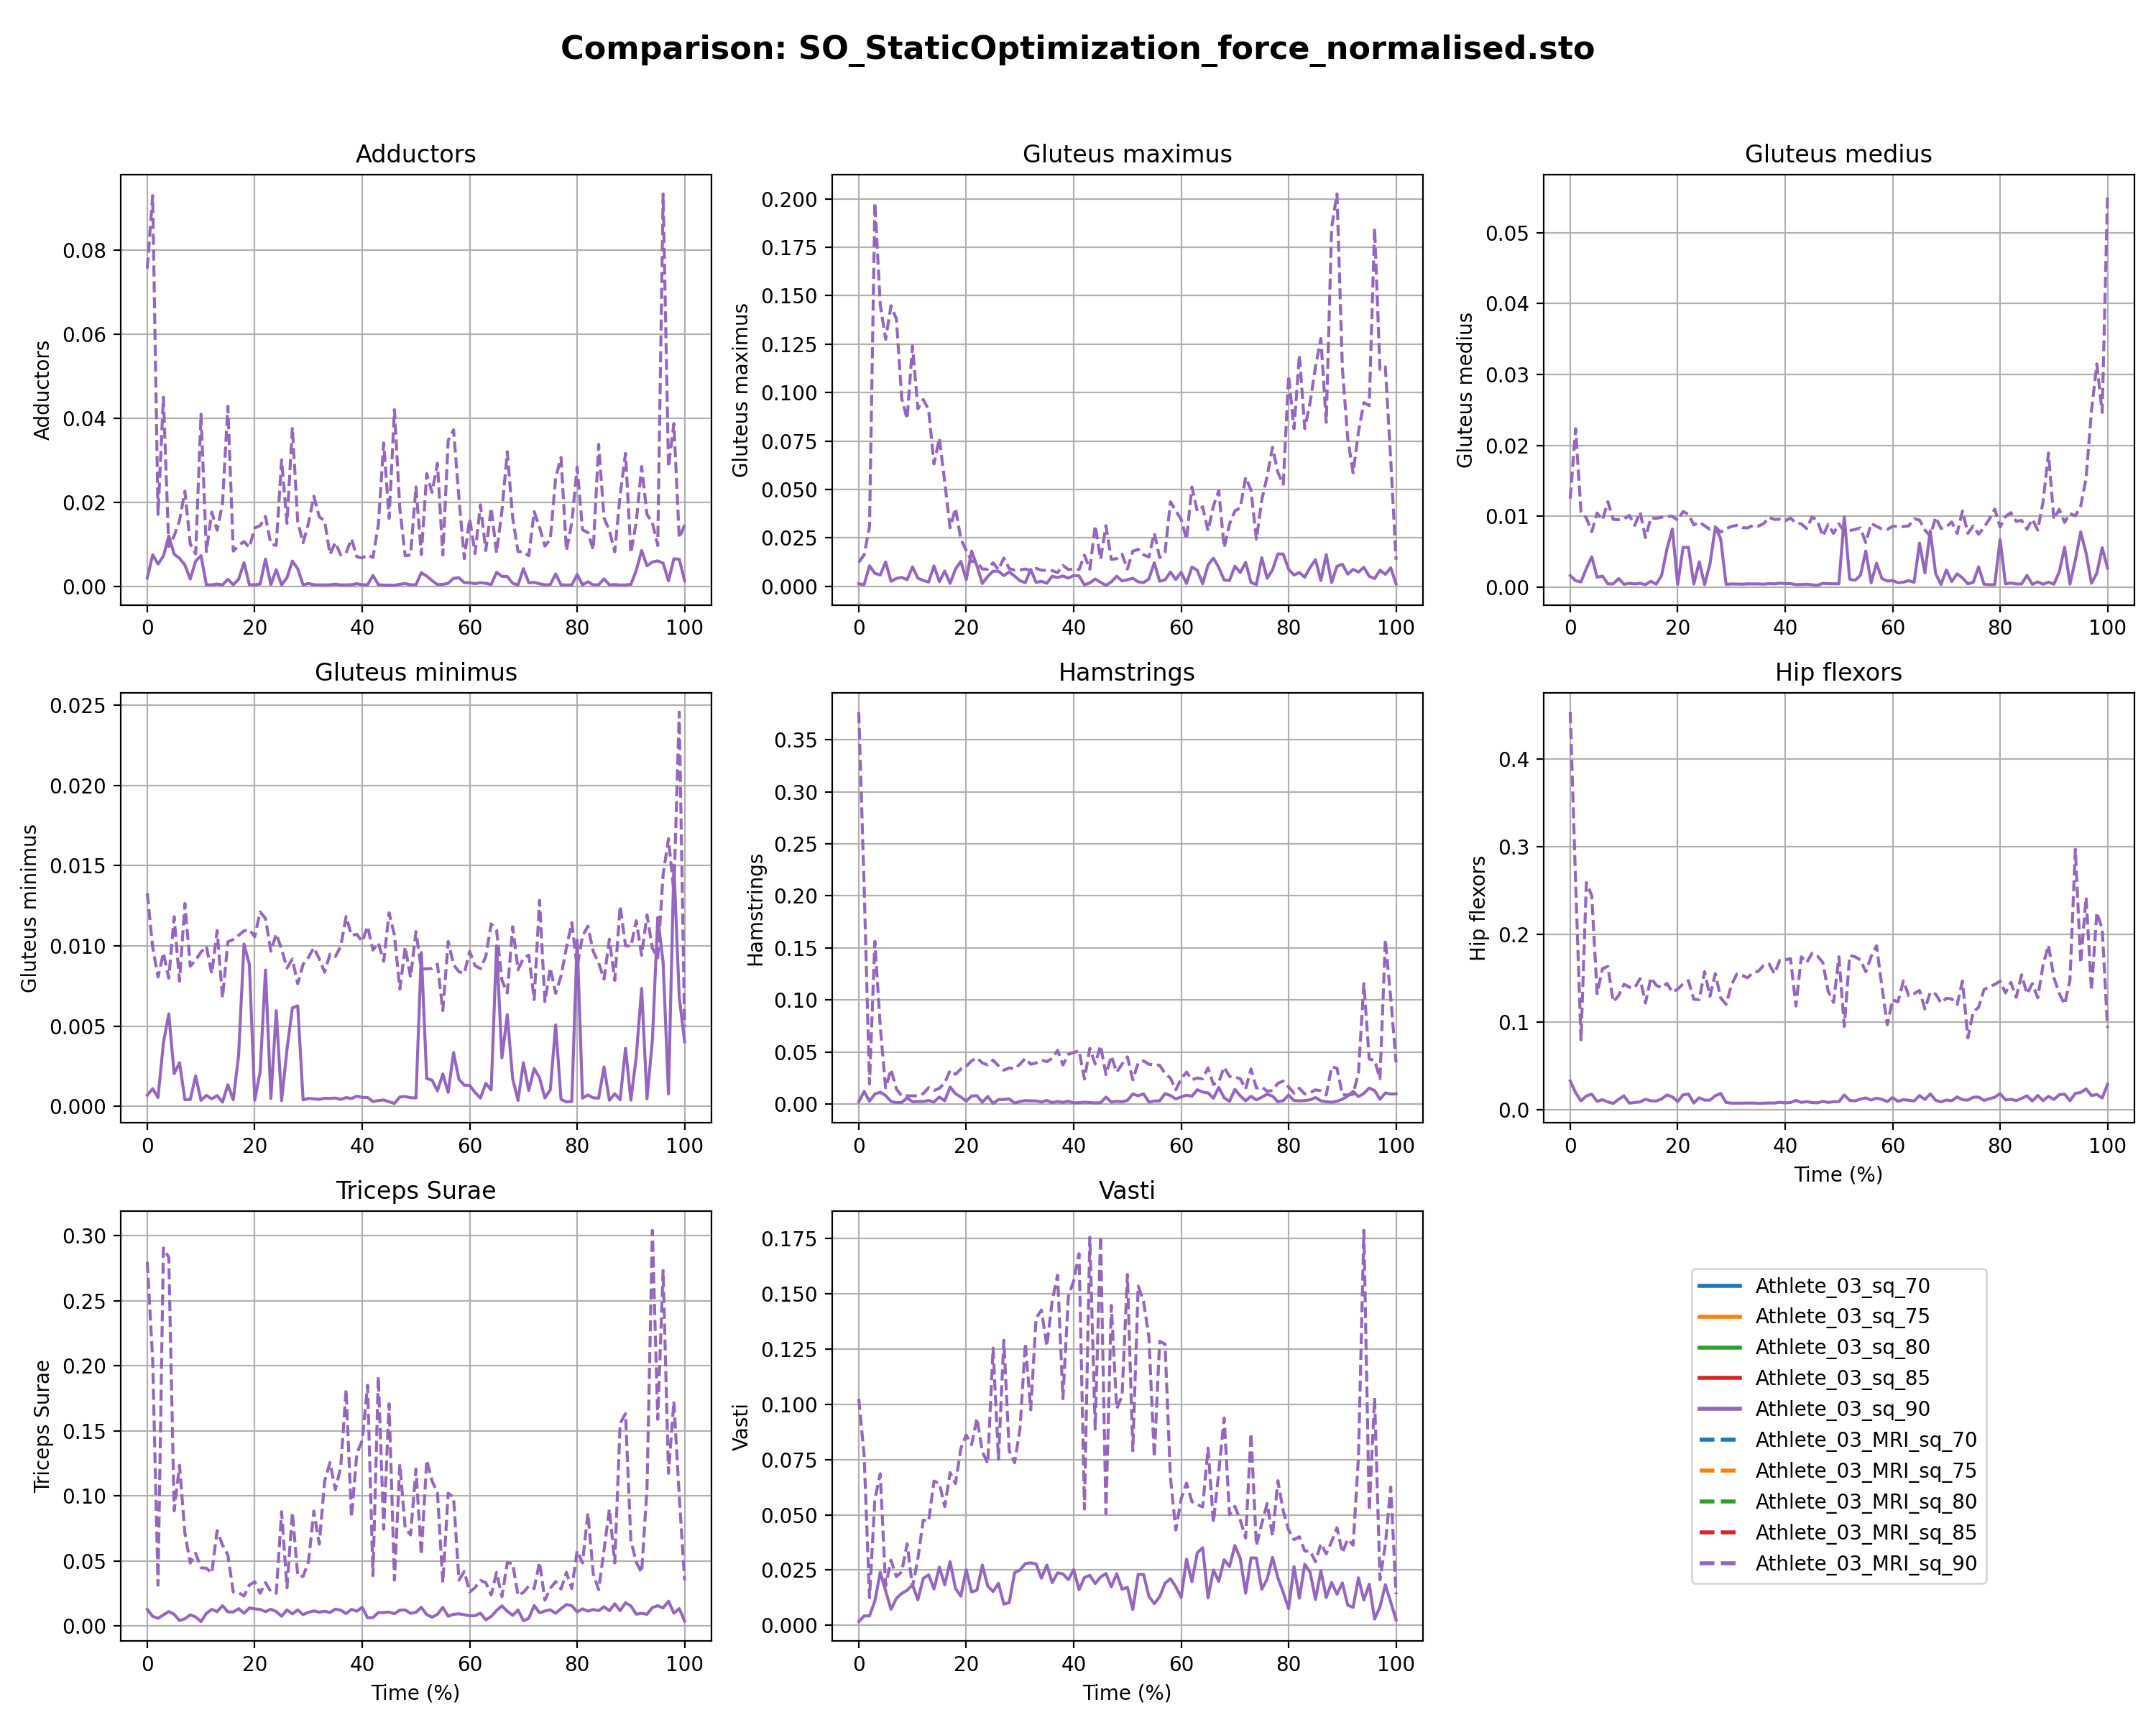 Comparison: SO_StaticOptimization_force_normalised.sto
Adductors
Adductors
0.08
0.06
0.04
0.02
0.00
0 20 40 60 80 100
Gluteus maximus
Gluteus maximus
0.200
0.175
0.150
0.125
0.100
0.075
0.050
0.025
0.000
0 20 40 60 80 100
Gluteus medius
Gluteus medius
0.05
0.04
0.03
0.02
0.01
0.00
0 20 40 60 80 100
Gluteus minimus
Gluteus minimus
0.025
0.020
0.015
0.010
0.005
0.000
0 20 40 60 80 100
Hamstrings
Hamstrings
0.35
0.30
0.25
0.20
0.15
0.10
0.05
0.00
0 20 40 60 80 100
Hip flexors
Hip flexors
0.4
0.3
0.2
0.1
0.0
0 20 40 60 80 100
Time (%)
Triceps Surae
Triceps Surae
0.30
0.25
0.20
0.15
0.10
0.05
0.00
0 20 40 60 80 100
Time (%)
Vasti
Vasti
0.175
0.150
0.125
0.100
0.075
0.050
0.025
0.000
0 20 40 60 80 100
Time (%)
Athlete_03_sq_70
Athlete_03_sq_75
Athlete_03_sq_80
Athlete_03_sq_85
Athlete_03_sq_90
Athlete_03_MRI_sq_70
Athlete_03_MRI_sq_75
Athlete_03_MRI_sq_80
Athlete_03_MRI_sq_85
Athlete_03_MRI_sq_90